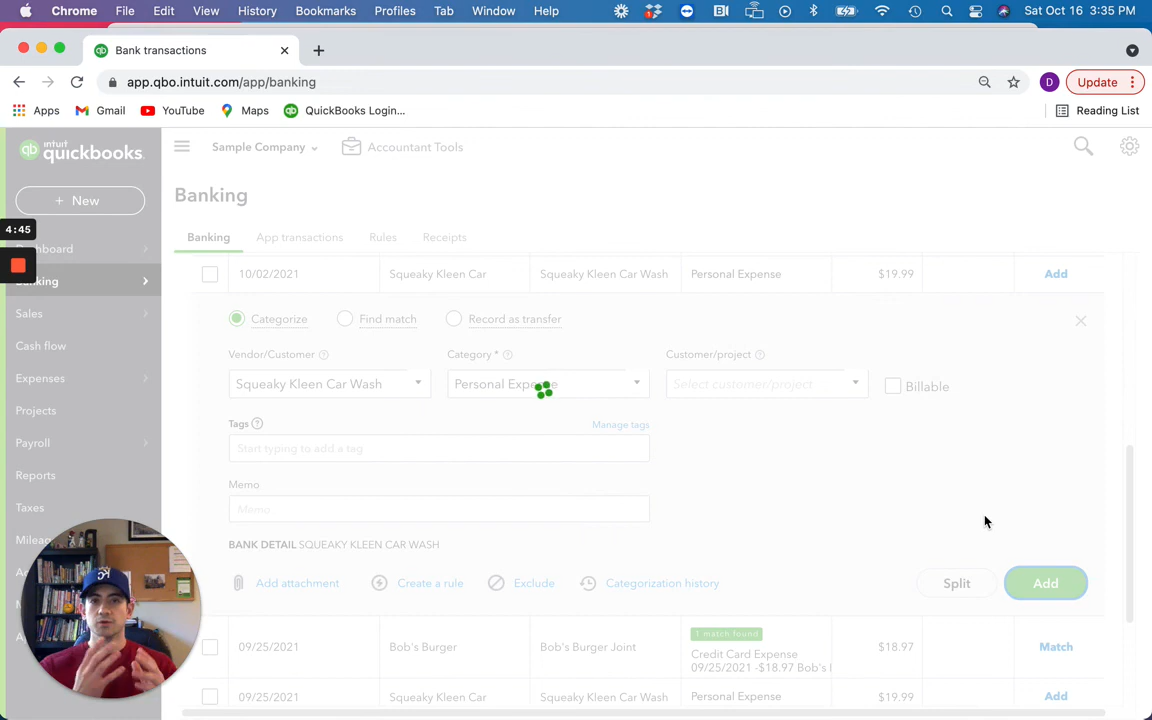 Chrome File Edit View History Bookmarks Profiles Tab Window Help Sat Oct 16 3:35 PM
Bank transactions
app.qbo.intuit.com/app/banking
D Update
Apps Gmail YouTube Maps QuickBooks Login... Reading List
intuit
quickbooks.
Sample Company Accountant Tools
+ New
Banking
4:45
Dashboard
Banking App transactions Rules Receipts
Banking
10/02/2021 Squeaky Kleen Car Squeaky Kleen Car Wash Personal Expense $19.99 Add
Sales
Categorize Find match Record as transfer
Cash flow
Vendor/Customer Category * Customer/project
Expenses
Squeaky Kleen Car Wash Personal Expense Select customer/project Billable
Projects
Tags Manage tags
Payroll
Start typing to add a tag
Reports
Memo
Taxes
Memo
BANK DETAIL SQUEAKY KLEEN CAR WASH
Add attachment Create a rule Exclude Categorization history Split Add
1 match found
09/25/2021 Bob's Burger Bob's Burger Joint Credit Card Expense $18.97 Match
09/25/2021 -$18.97 Bob's
09/25/2021 Squeaky Kleen Car Squeaky Kleen Car Wash Personal Expense $19.99 Add